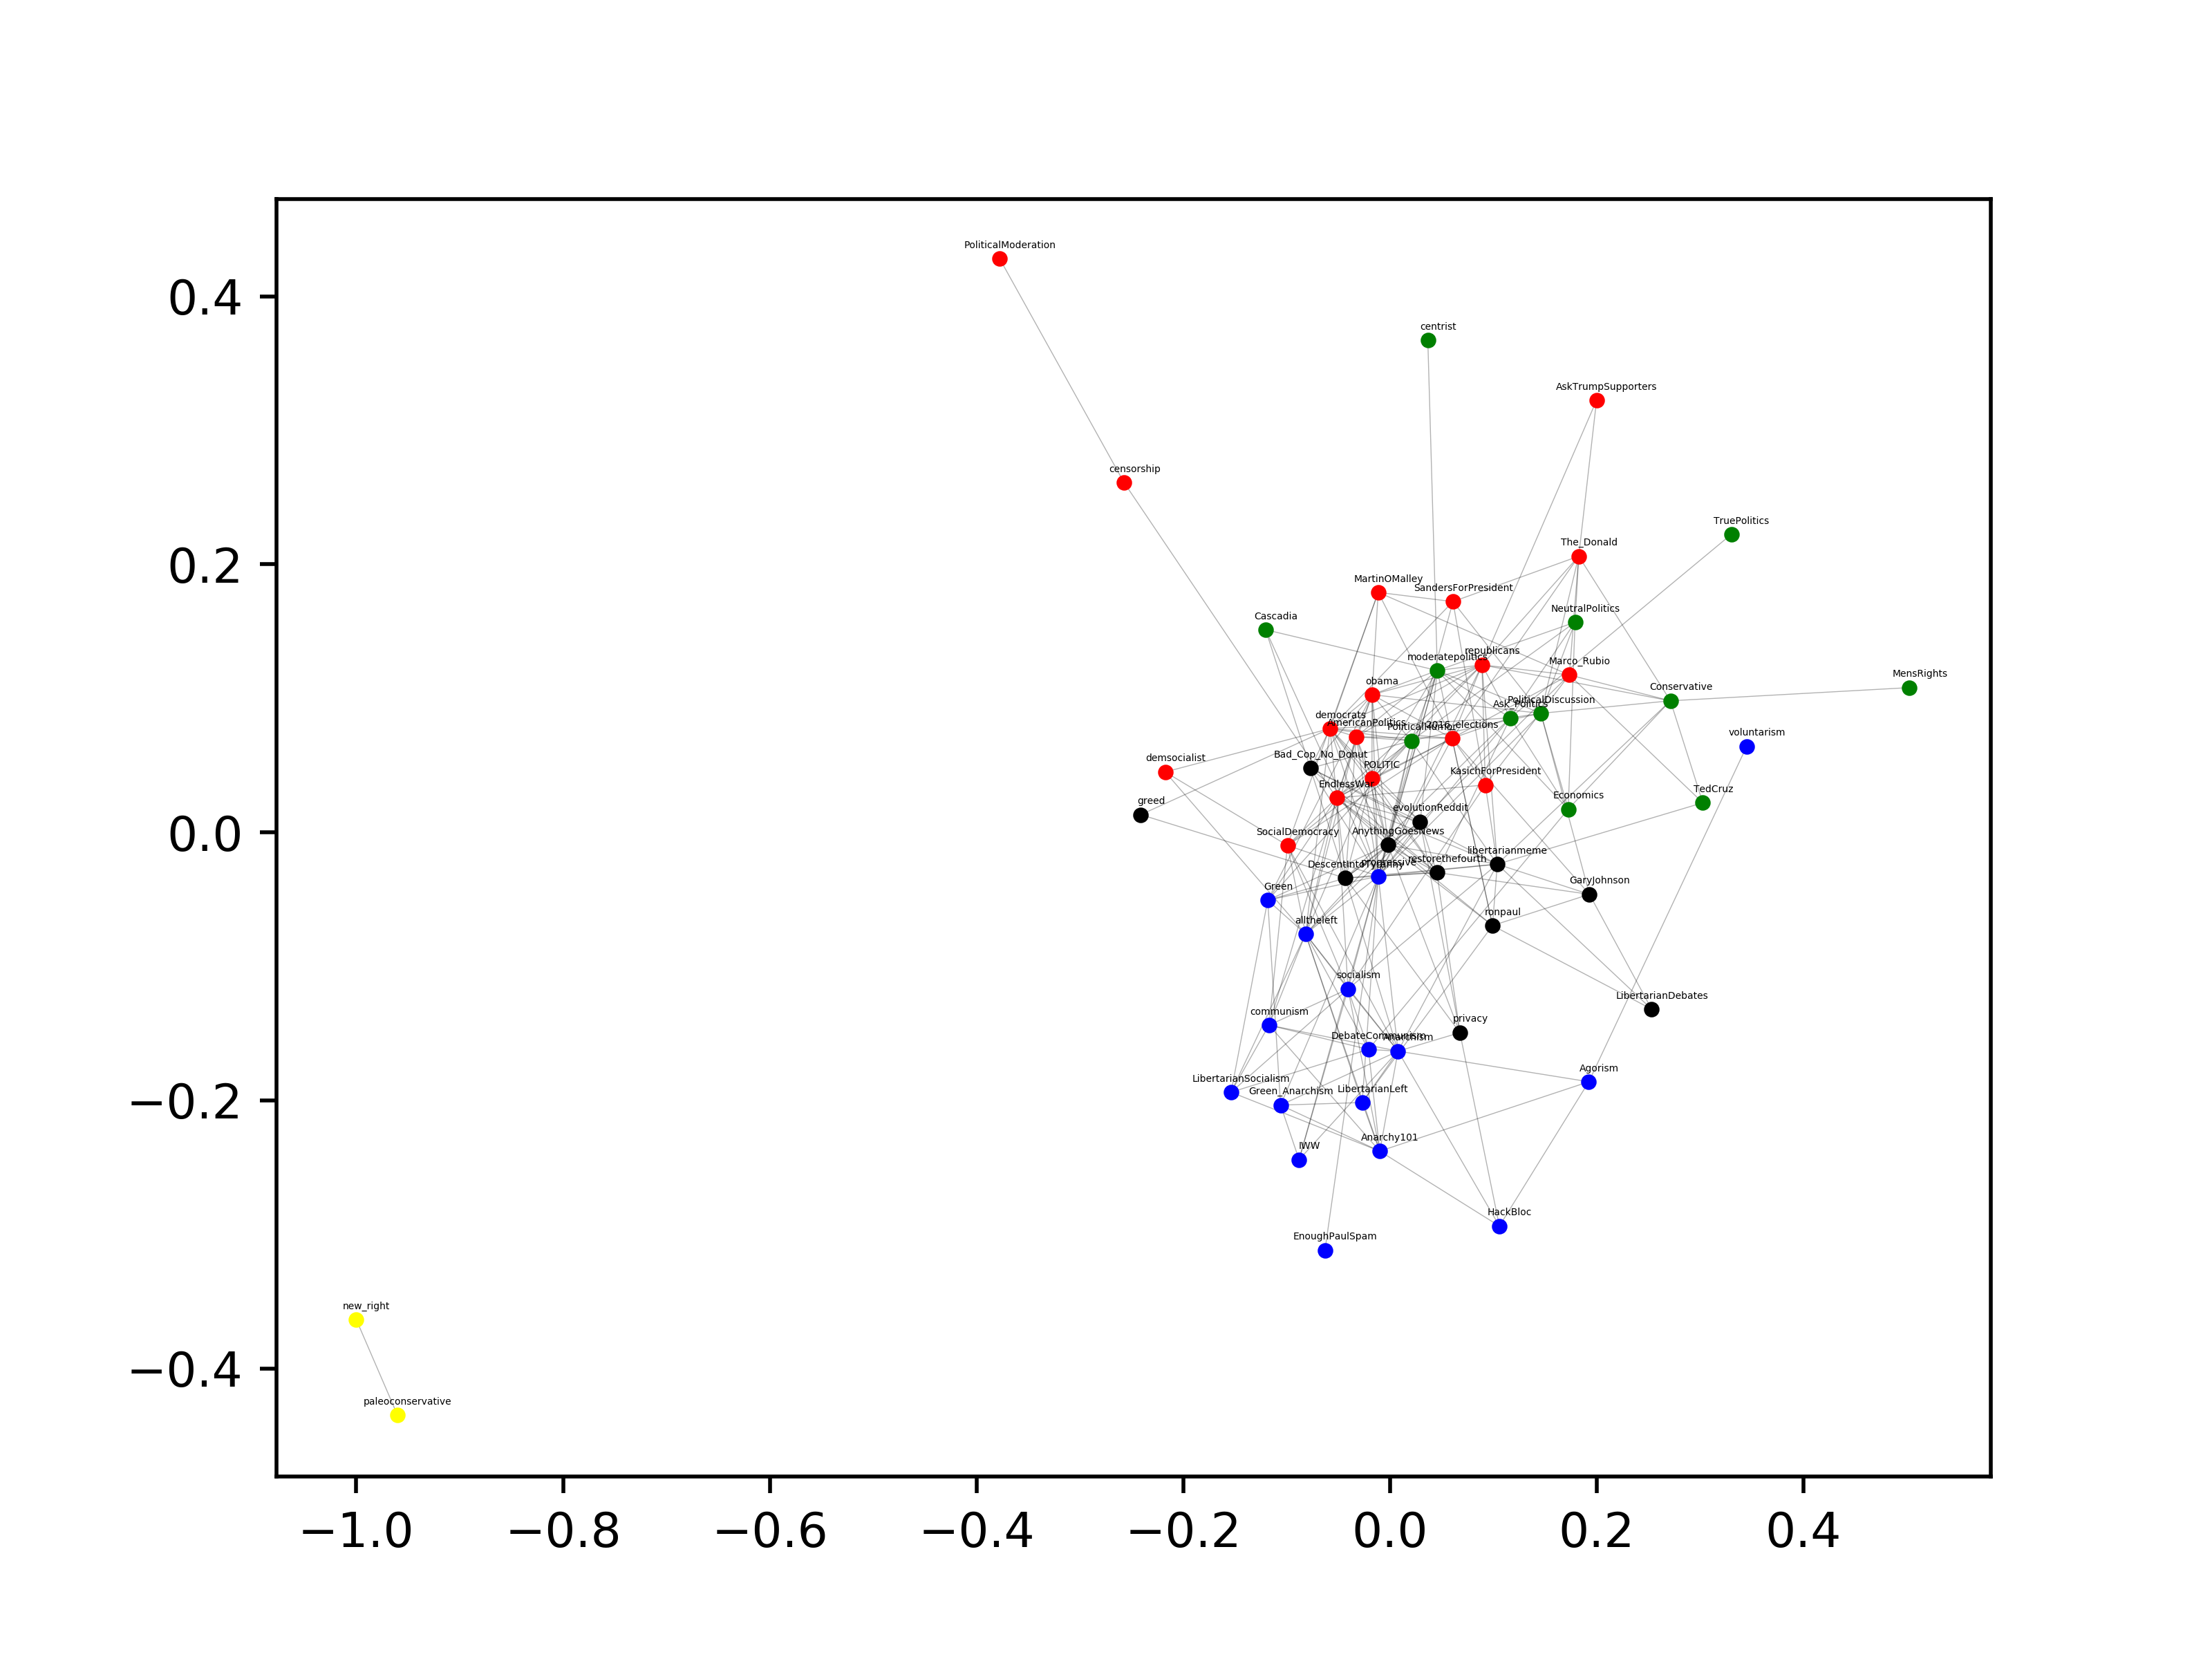 PoliticalModeration
0.4
centrist
AskTrumpSupporters
censorship
TruePolitics
The_Donald
0.2
MartinOMalley
SandersForPresident
NeutralPolitics
Cascadia
republicans
moderatepolitics
Marco_Rubio
MensRights
obama
Conservative
PoliticalDiscussion
Ask_Politics
democrats
AmericanPolitics
2016_elections
PoliticalHumor
voluntarism
Bad_Cop_No_Donut
demsocialist
POLITIC
KasichForPresident
EndlessWar
TedCruz
Economics
greed
evolutionReddit
0.0
SocialDemocracy
AnythingGoesNews
libertarianmeme
restorethefourth
DescentIntoTyranny
progressive
GaryJohnson
Green
ronpaul
alltheleft
socialism
LibertarianDebates
communism
privacy
DebateCommunism
Anarchism
Agorism
LibertarianSocialism
Green_Anarchism
LibertarianLeft
−0.2
Anarchy101
IWW
HackBloc
EnoughPaulSpam
new_right
−0.4
paleoconservative
−1.0 −0.8 −0.6 −0.4 −0.2 0.0 0.2 0.4